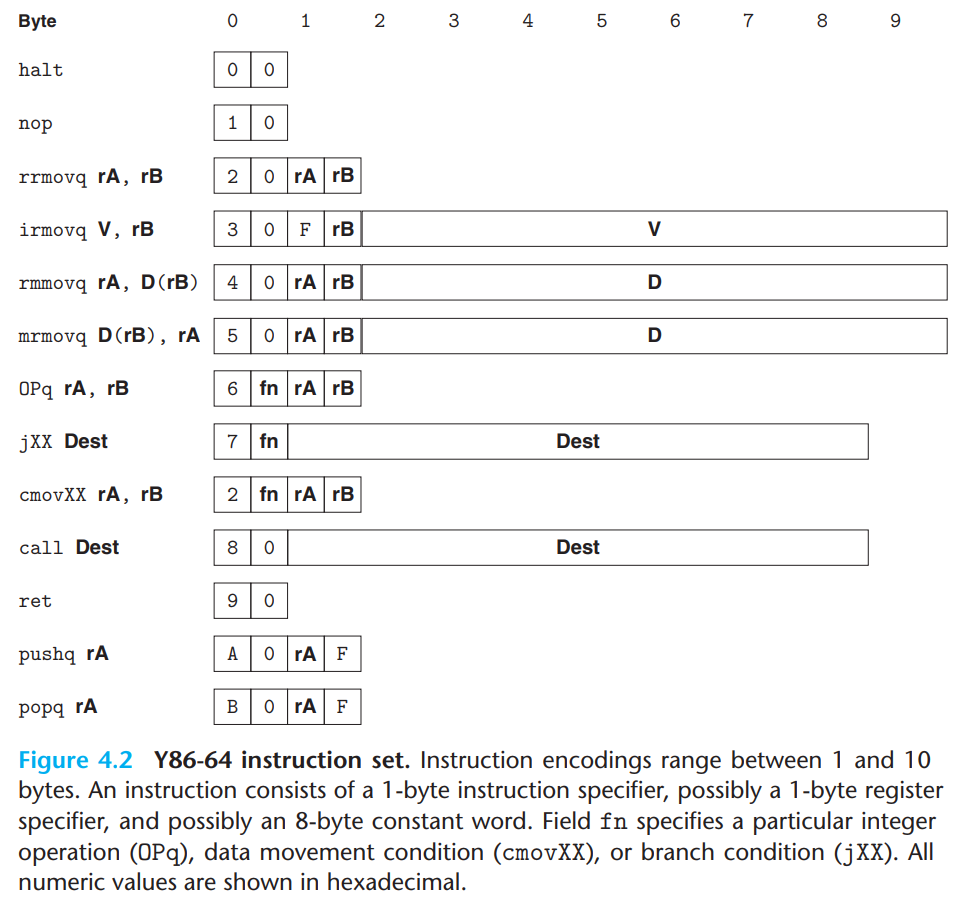 Byte 0 1 2 3 4 5 6 7 8 9
halt 0 0
nop 1 0
rrmovq rA, rB 2 0 rA rB
irmovq V, rB 3 0 F rB V
rmmovq rA, D(rB) 4 0 rA rB D
mrmovq D(rB), rA 5 0 rA rB D
OPq rA, rB 6 fn rA rB
jXX Dest 7 fn Dest
cmovXX rA, rB 2 fn rA rB
call Dest 8 0 Dest
ret 9 0
pushq rA A 0 rA F
popq rA B 0 rA F
Figure 4.2 Y86-64 instruction set. Instruction encodings range between 1 and 10
bytes. An instruction consists of a 1-byte instruction specifier, possibly a 1-byte register
specifier, and possibly an 8-byte constant word. Field fn specifies a particular integer
operation (OPq), data movement condition (cmovXX), or branch condition (jXX). All
numeric values are shown in hexadecimal.